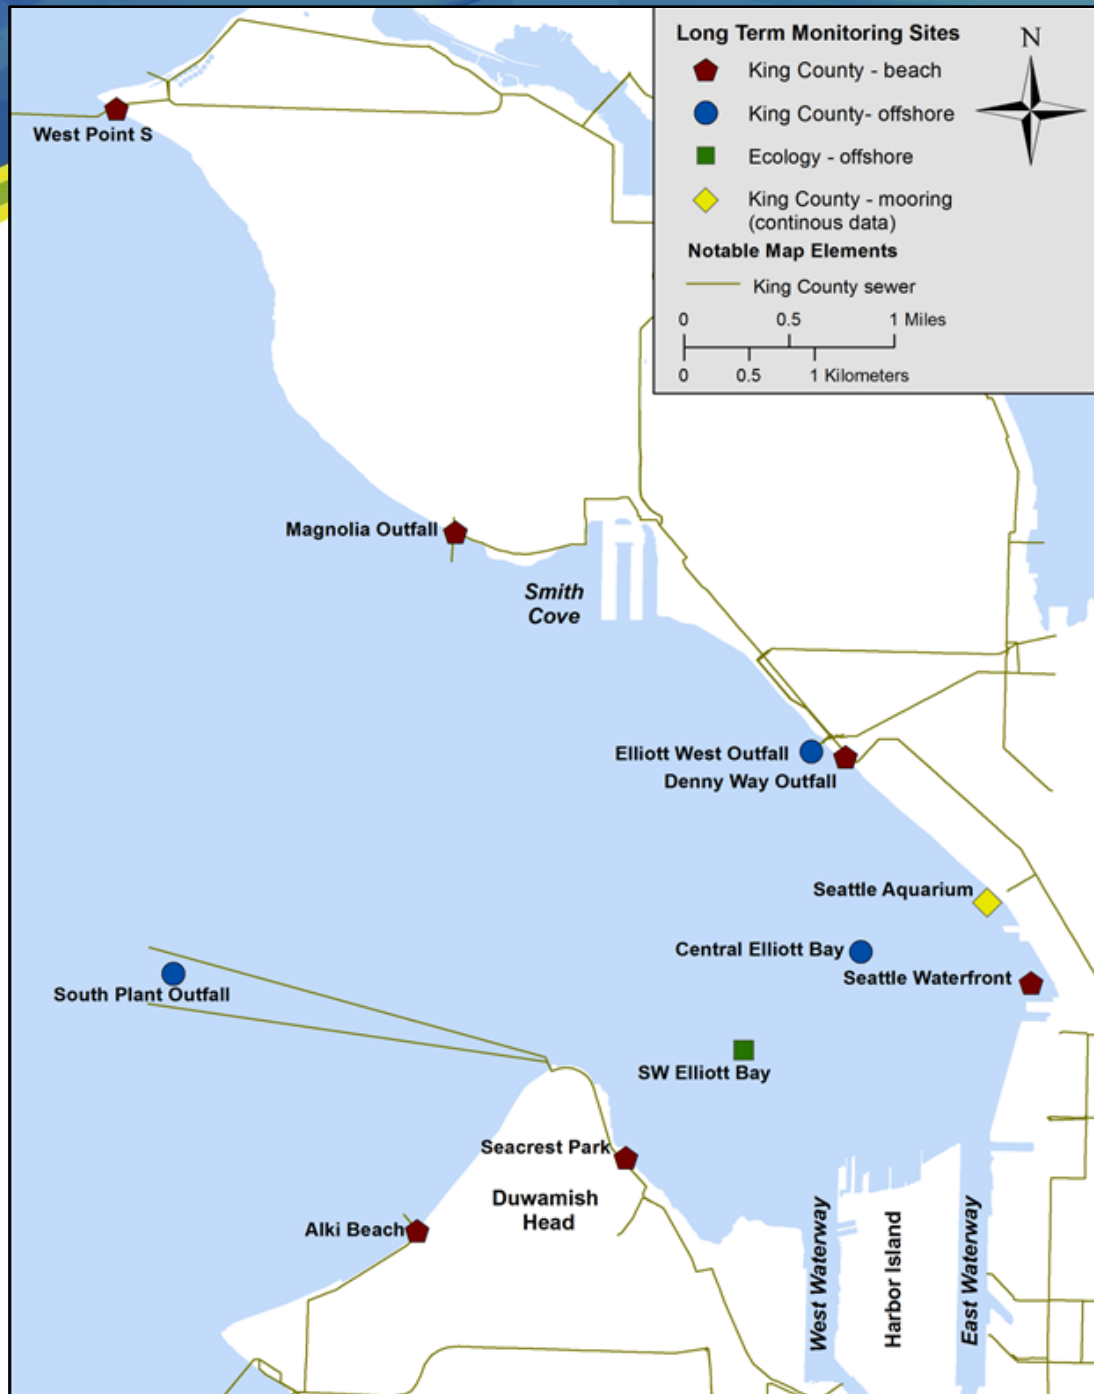 Long Term Monitoring Sites
King County - beach
King County- offshore
Ecology - offshore
King County - mooring
(continous data)
Notable Map Elements
King County sewer
0 0.5 1 Miles
0 0.5 1 Kilometers
N
West Point S
Magnolia Outfall
Smith
Cove
Elliott West Outfall
Denny Way Outfall
Seattle Aquarium
Central Elliott Bay
Seattle Waterfront
South Plant Outfall
SW Elliott Bay
Seacrest Park
Duwamish
Head
Alki Beach
West Waterway
Harbor Island
East Waterway